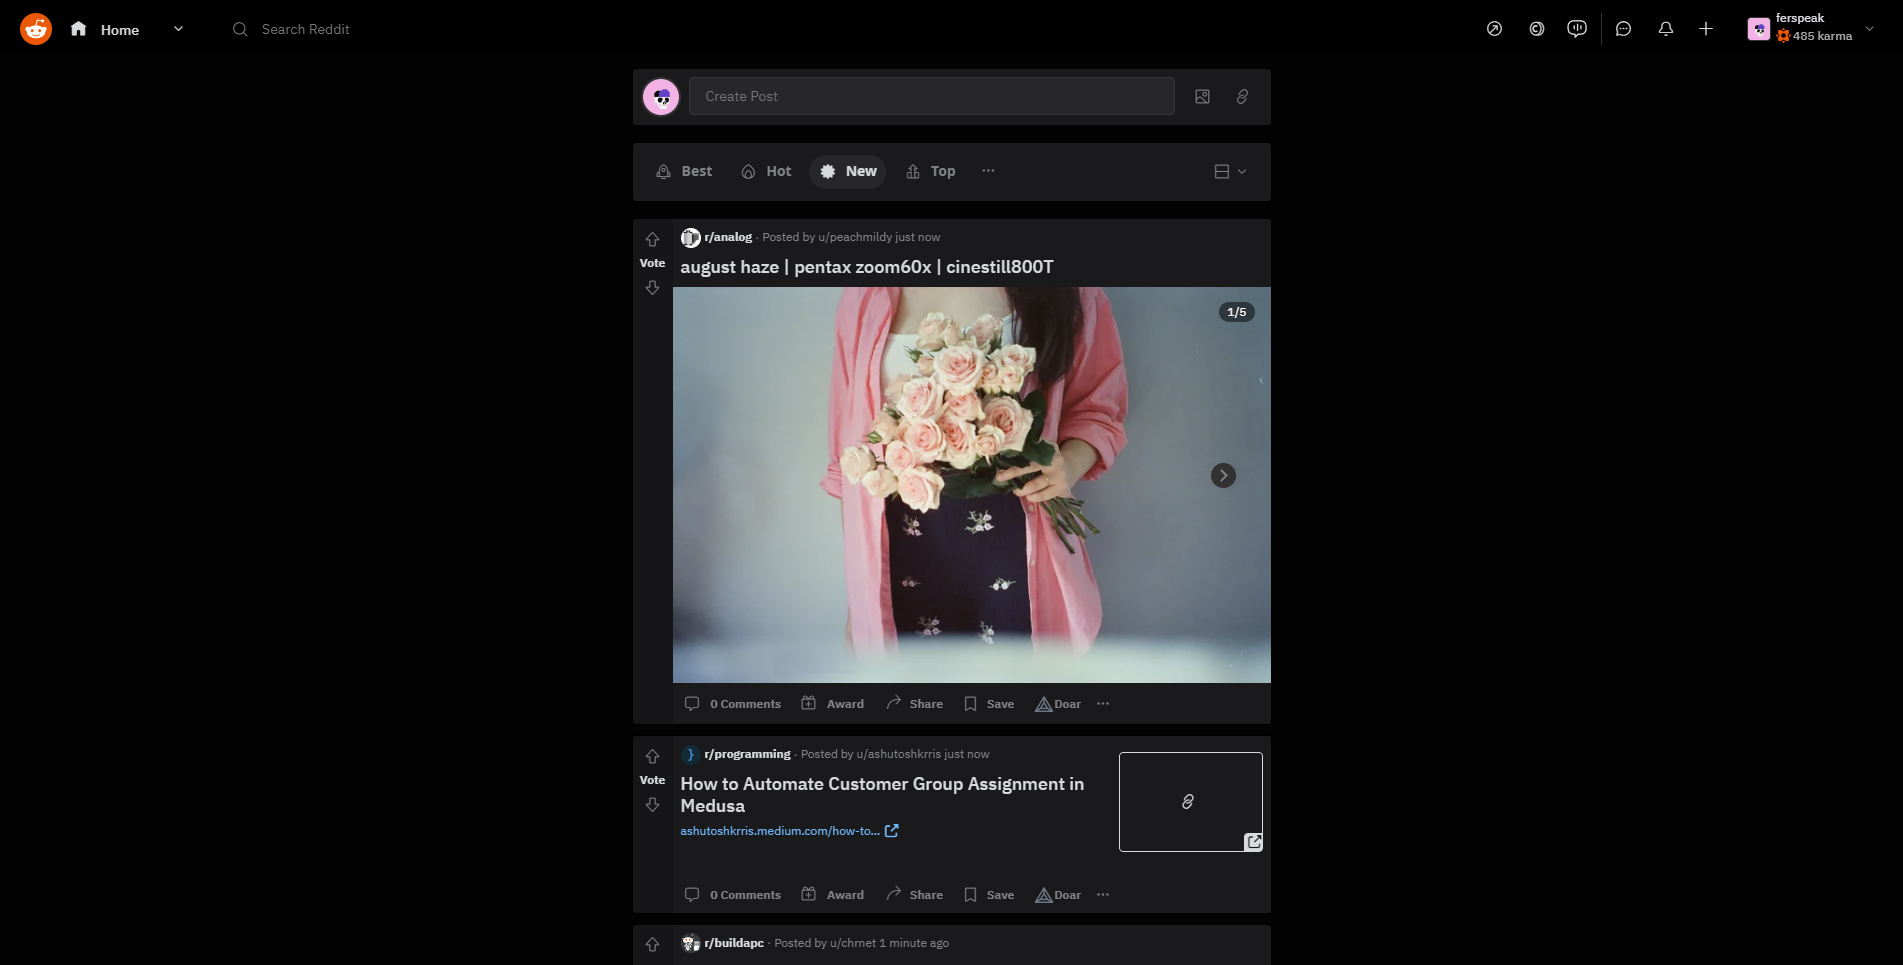 Home
Search Reddit
ferspeak
485 karma
Create Post
Best
Hot
New
Top
r/analog · Posted by u/peachmildy just now
Vote
august haze | pentax zoom60x | cinestill800T
1/5
0 Comments
Award
Share
Save
Doar
r/programming · Posted by u/ashutoshkrris just now
Vote
How to Automate Customer Group Assignment in
Medusa
ashutoshkrris.medium.com/how-to...
0 Comments
Award
Share
Save
Doar
r/buildapc · Posted by u/chrnet 1 minute ago